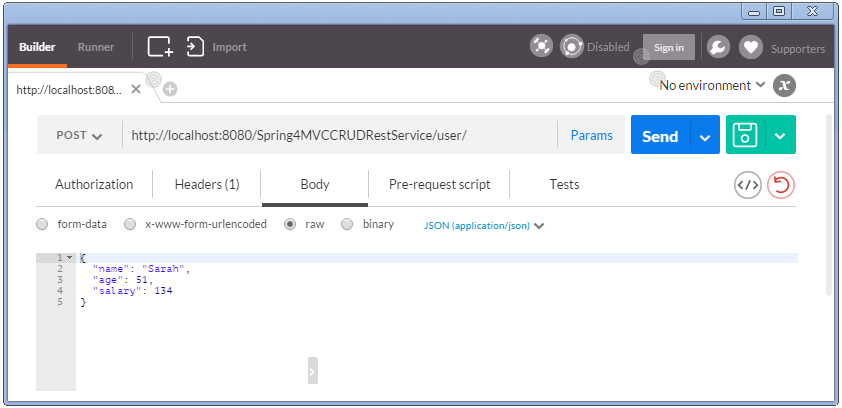 Builder Runner Import Disabled Sign in Supporters
http://localhost:808... No environment x
POST http://localhost:8080/Spring4MVCCRUDRestService/user/ Params Send
Authorization Headers (1) Body Pre-request script Tests </>
form-data x-www-form-urlencoded raw binary JSON (application/json)
1 {
2 "name": "Sarah",
3 "age": 51,
4 "salary": 134
5 }